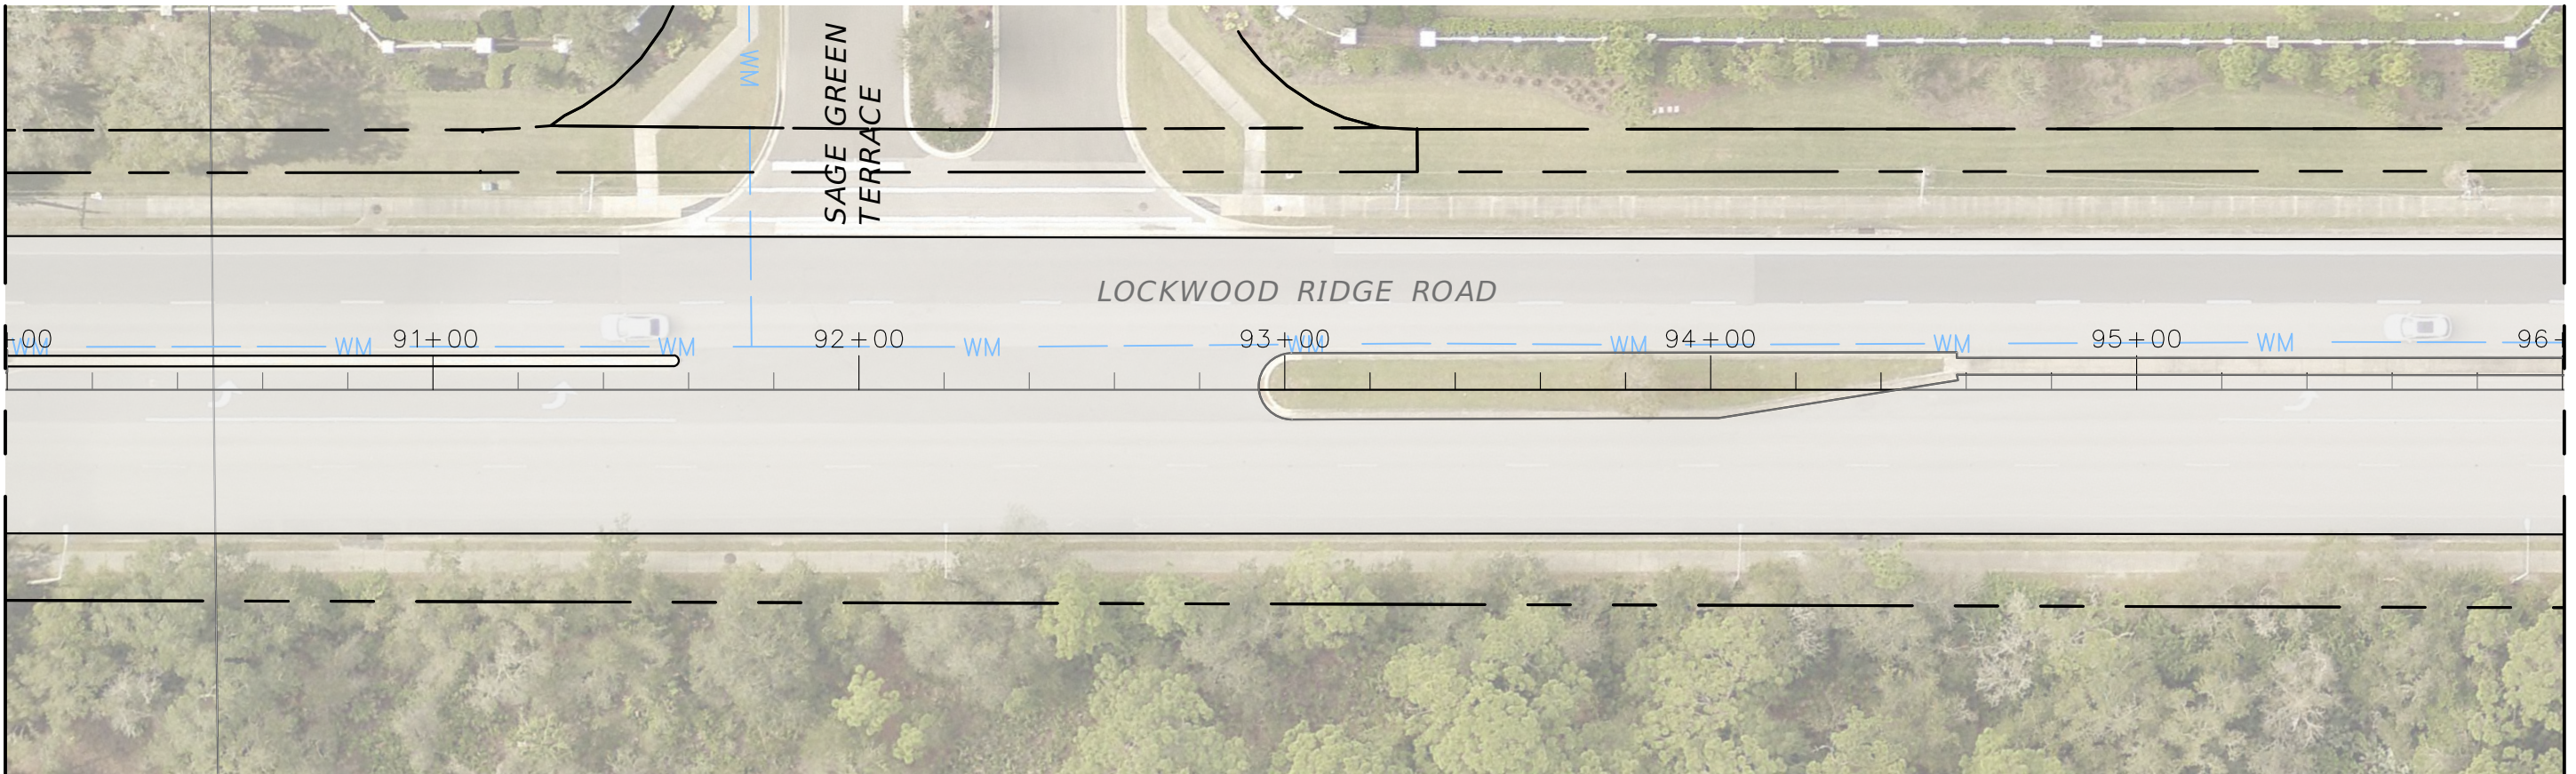 WM
SAGE GREEN
TERRACE
LOCKWOOD RIDGE ROAD
+00 91+00 92+00 93+00 94+00 95+00 96+
WM WM WM WM WM WM WM WM